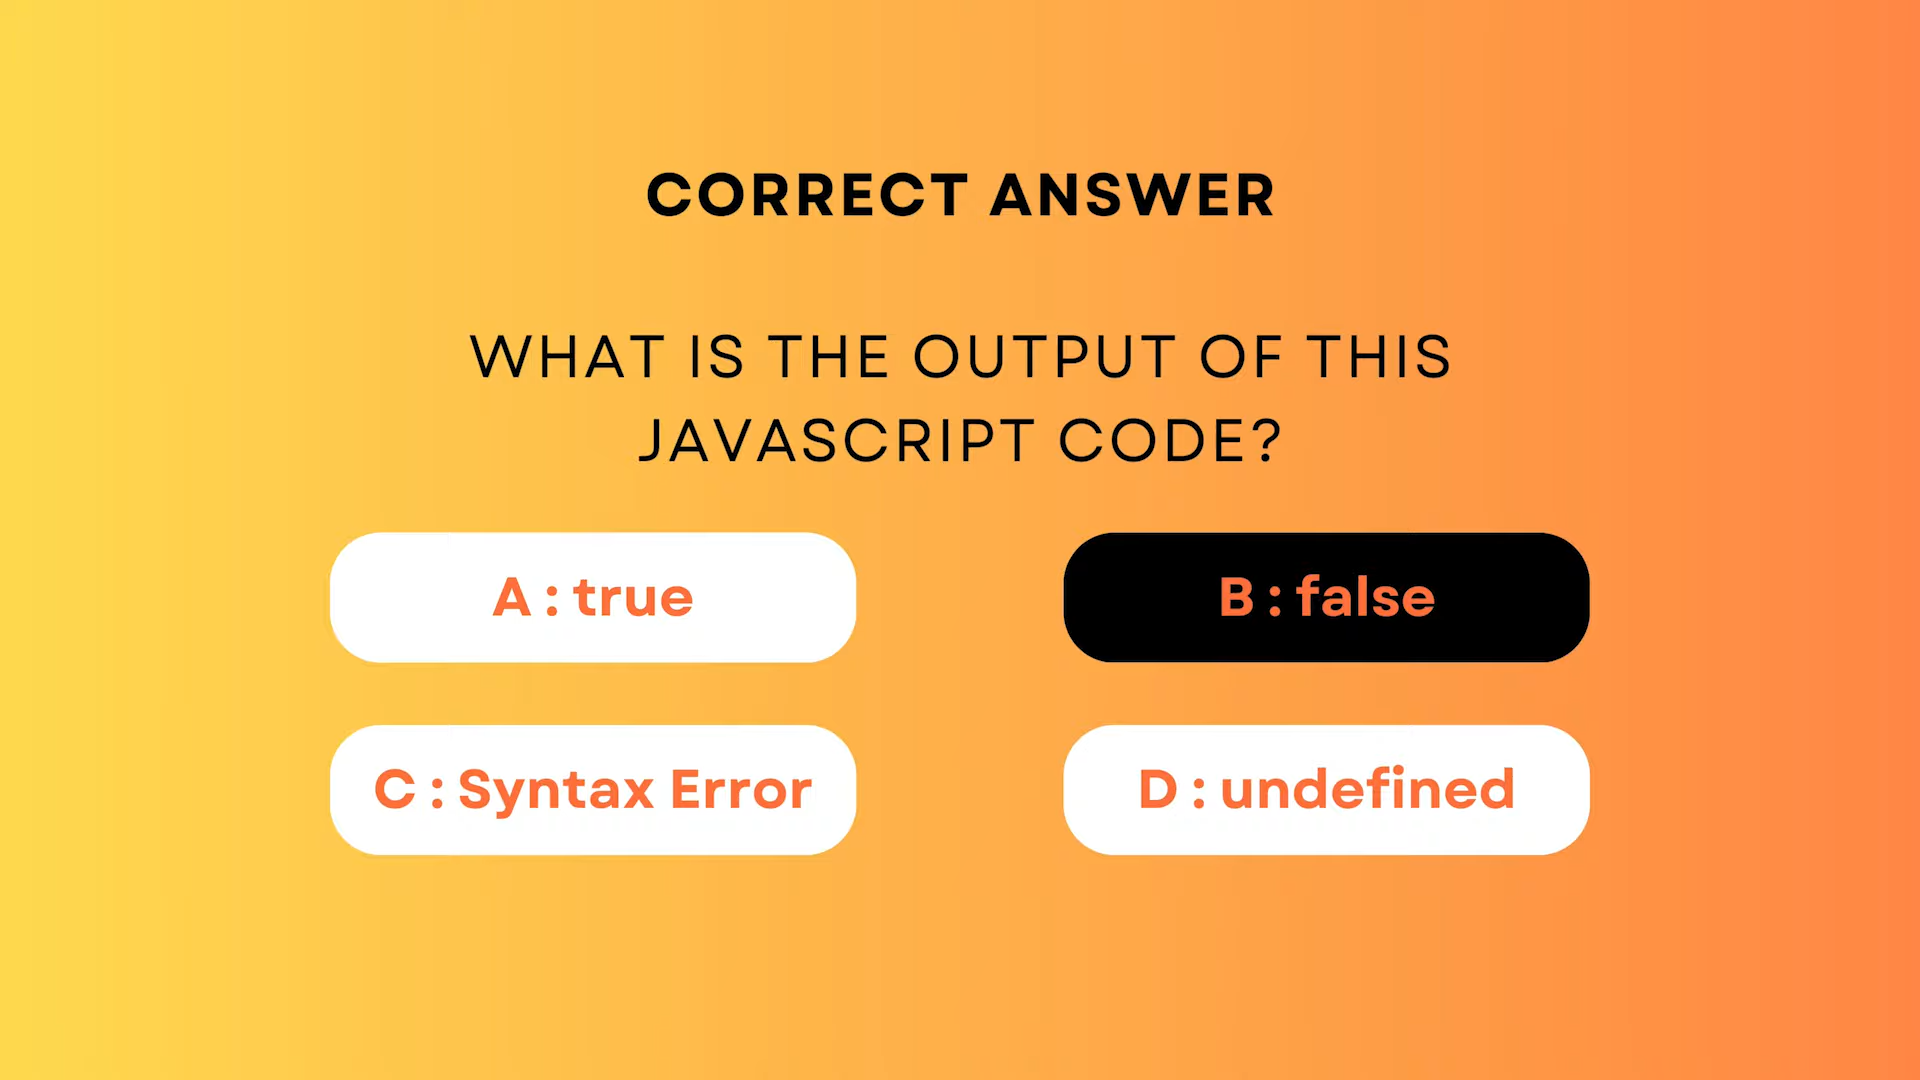 CORRECT ANSWER
WHAT IS THE OUTPUT OF THIS
JAVASCRIPT CODE?
A : true
B : false
C : Syntax Error
D : undefined